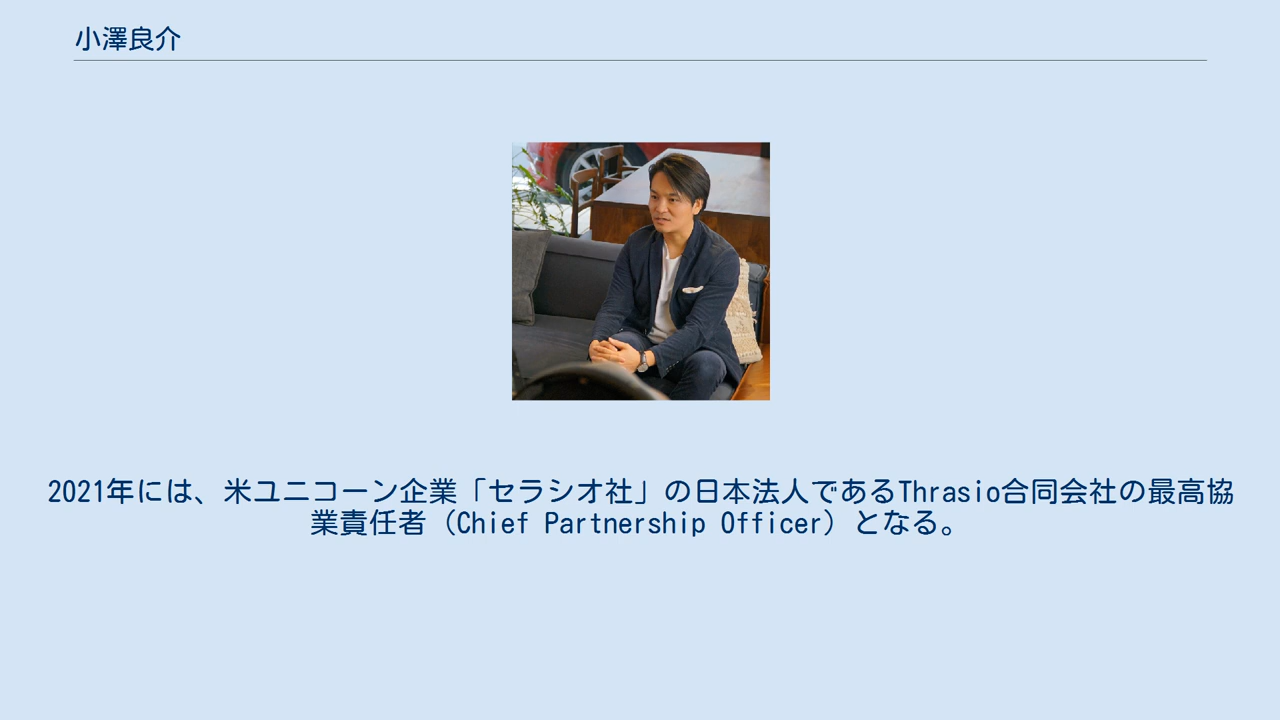 小澤良介
2021年には、米ユニコーン企業「セラシオ社」の日本法人であるThrasio合同会社の最高協
業責任者（Chief Partnership Officer）となる。